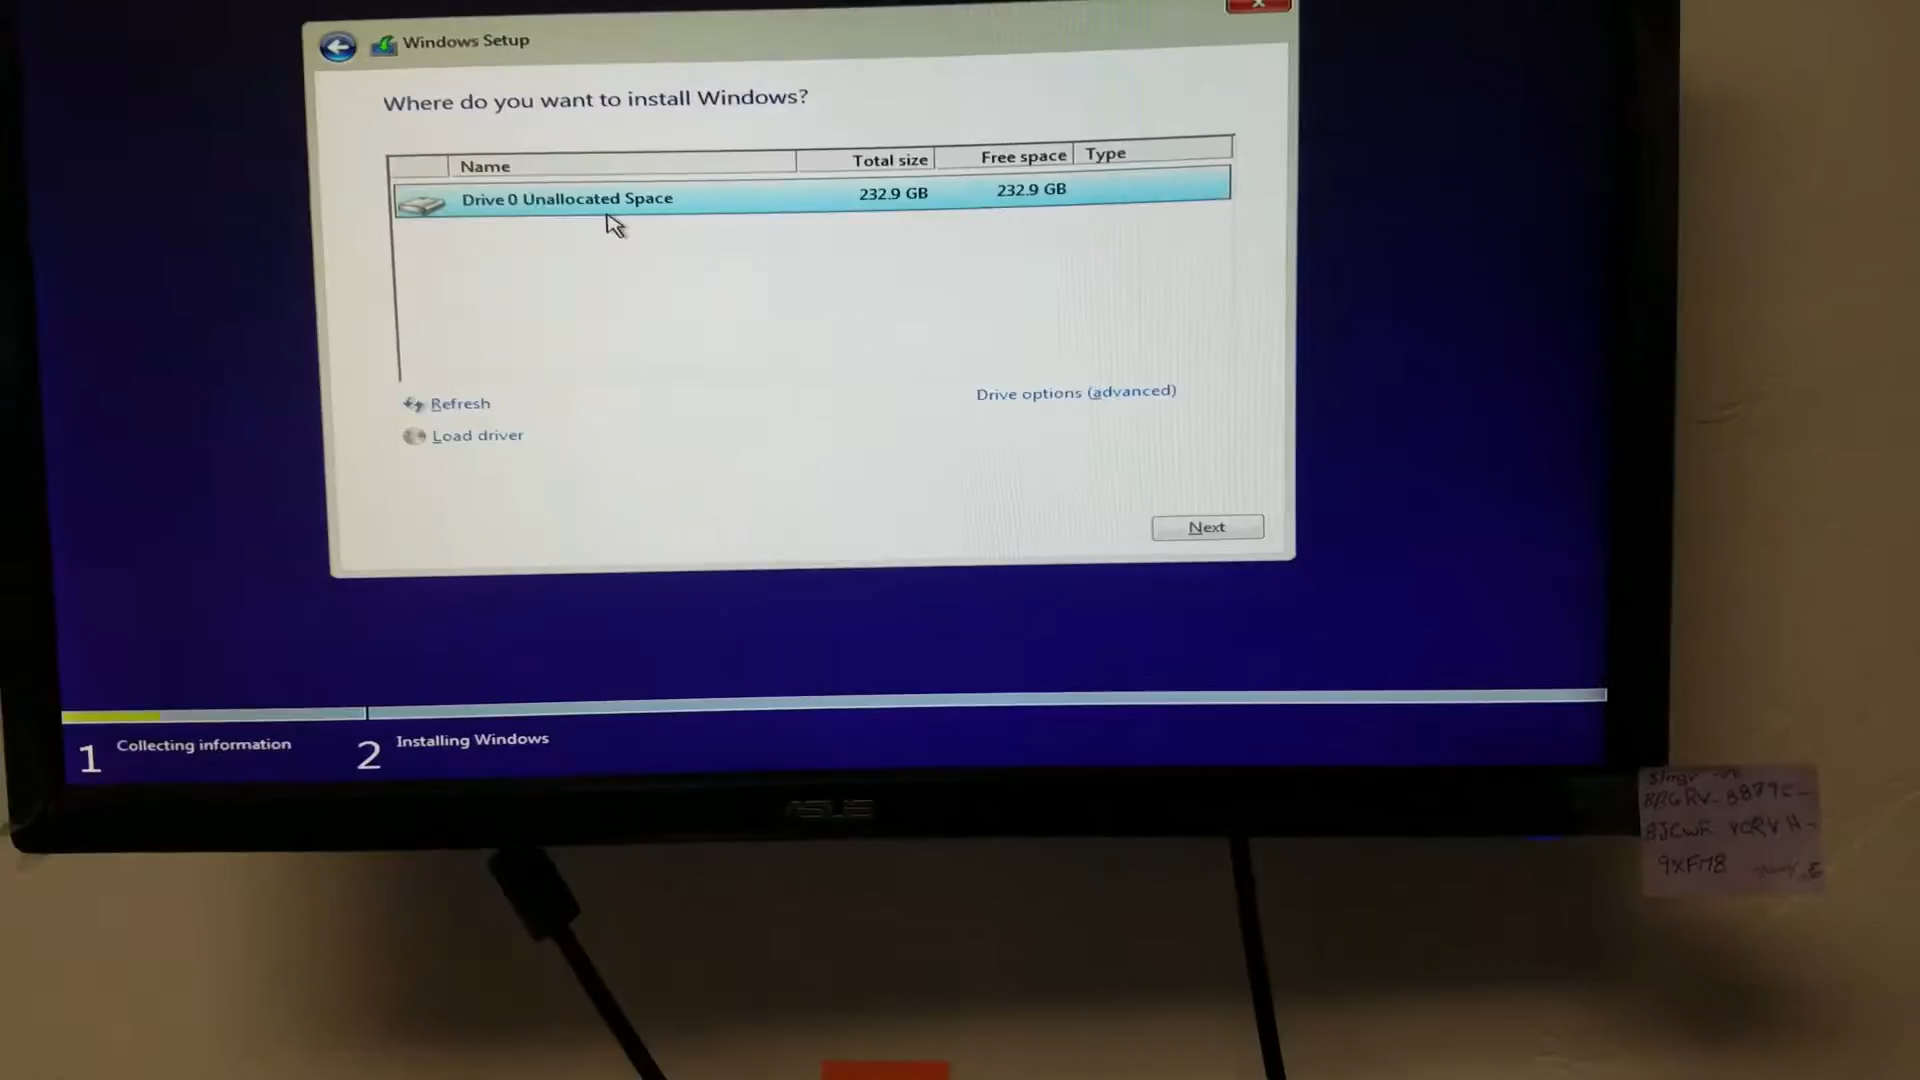 Windows Setup
Where do you want to install Windows?
Name Total size Free space Type
Drive 0 Unallocated Space 232.9 GB 232.9 GB
Refresh
Drive options (advanced)
Load driver
Next
1 Collecting information
2 Installing Windows
ASUS
9XFM8